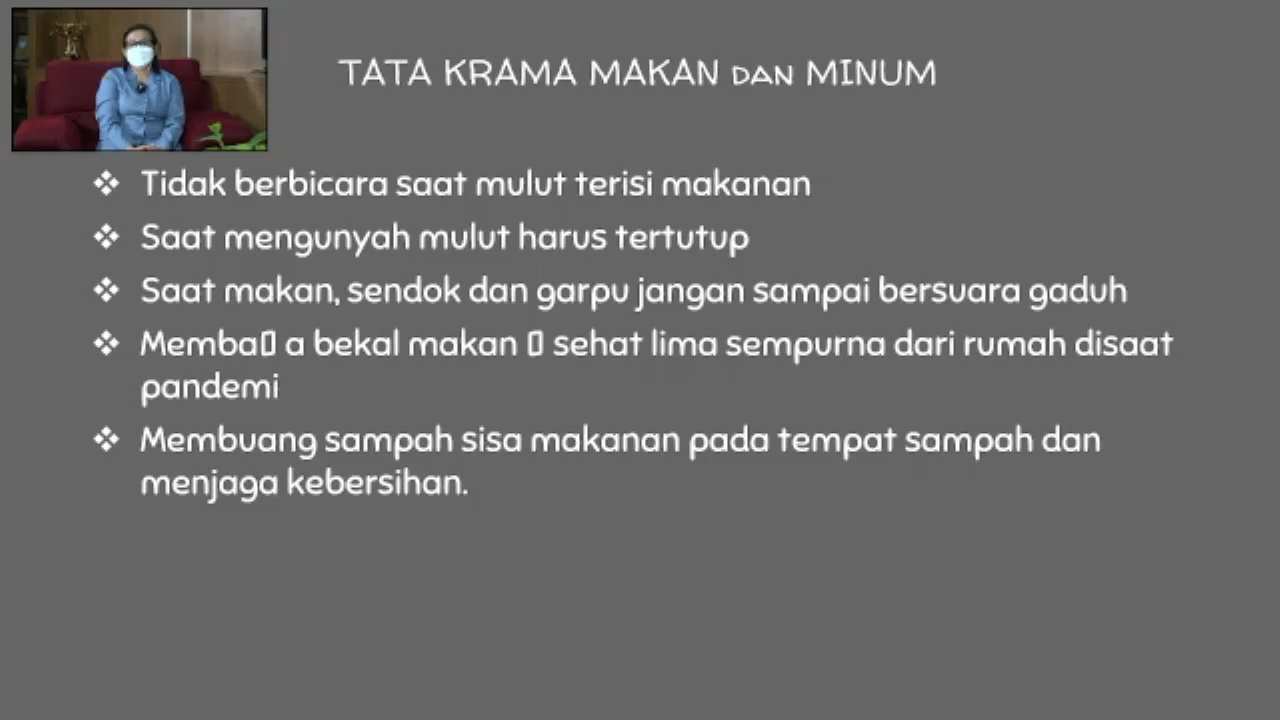 TATA KRAMA MAKAN DAN MINUM
❖ Tidak berbicara saat mulut terisi makanan
❖ Saat mengunyah mulut harus tertutup
❖ Saat makan, sendok dan garpu jangan sampai bersuara gaduh
❖ Memba▯ a bekal makan ▯ sehat lima sempurna dari rumah disaat
pandemi
❖ Membuang sampah sisa makanan pada tempat sampah dan
menjaga kebersihan.